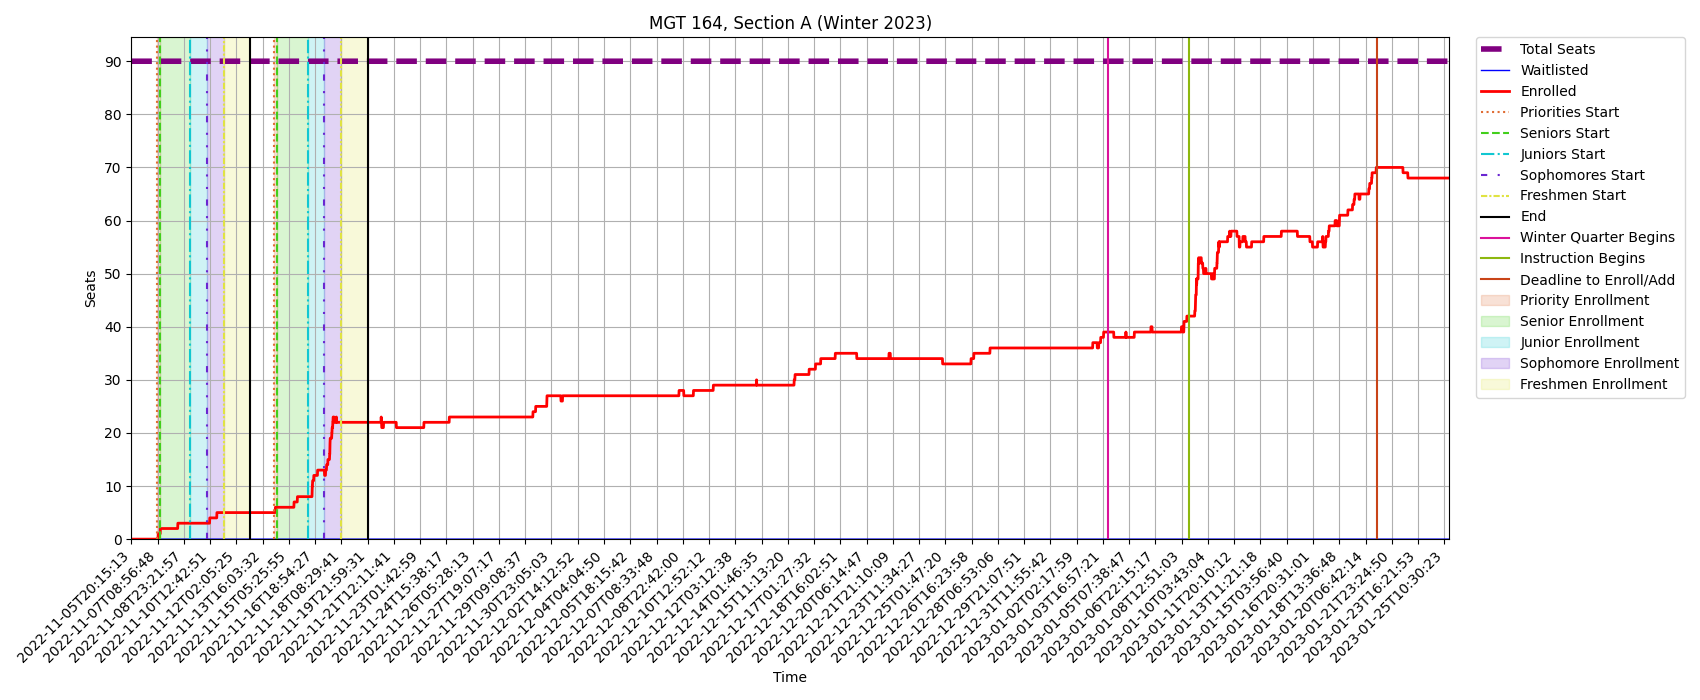 MGT 164, Section A (Winter 2023)
Seats
90
80
70
60
50
40
30
20
10
0
2022-11-05T20:15:13
2022-11-07T08:56:48
2022-11-08T23:21:57
2022-11-10T12:42:51
2022-11-12T02:05:25
2022-11-13T16:03:32
2022-11-15T05:25:55
2022-11-16T18:54:27
2022-11-18T08:29:41
2022-11-19T21:59:31
2022-11-21T12:11:41
2022-11-23T01:42:59
2022-11-24T15:38:17
2022-11-26T05:28:13
2022-11-27T19:07:17
2022-11-29T09:08:37
2022-11-30T23:05:03
2022-12-02T14:12:52
2022-12-04T04:04:50
2022-12-05T18:15:42
2022-12-07T08:33:48
2022-12-08T22:42:00
2022-12-10T12:52:12
2022-12-12T03:12:38
2022-12-14T01:46:35
2022-12-15T11:13:20
2022-12-17T01:27:32
2022-12-18T16:02:51
2022-12-20T06:14:47
2022-12-21T21:10:09
2022-12-23T11:34:27
2022-12-25T01:47:20
2022-12-26T16:23:58
2022-12-28T06:53:06
2022-12-29T21:07:51
2022-12-31T11:55:42
2023-01-02T02:17:59
2023-01-03T16:57:21
2023-01-05T07:38:47
2023-01-06T22:15:17
2023-01-08T12:51:03
2023-01-10T03:43:04
2023-01-11T20:10:12
2023-01-13T11:21:18
2023-01-15T03:56:40
2023-01-16T20:31:01
2023-01-18T13:36:48
2023-01-20T06:42:14
2023-01-21T23:24:50
2023-01-23T16:21:53
2023-01-25T10:30:23
Time
Total Seats
Waitlisted
Enrolled
Priorities Start
Seniors Start
Juniors Start
Sophomores Start
Freshmen Start
End
Winter Quarter Begins
Instruction Begins
Deadline to Enroll/Add
Priority Enrollment
Senior Enrollment
Junior Enrollment
Sophomore Enrollment
Freshmen Enrollment